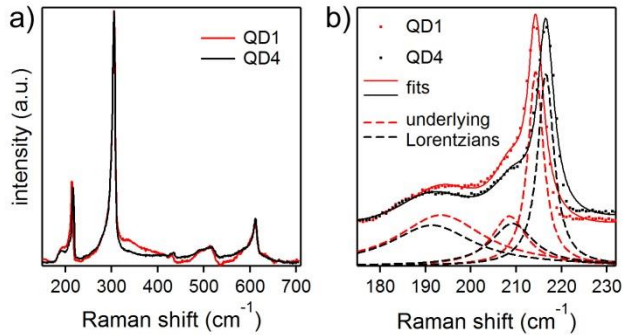 a)
QD1
QD4
intensity (a.u.)
200 300 400 500 600 700
Raman shift (cm-1)
b)
QD1
QD4
fits
underlying
Lorentzians
180 190 200 210 220 230
Raman shift (cm-1)